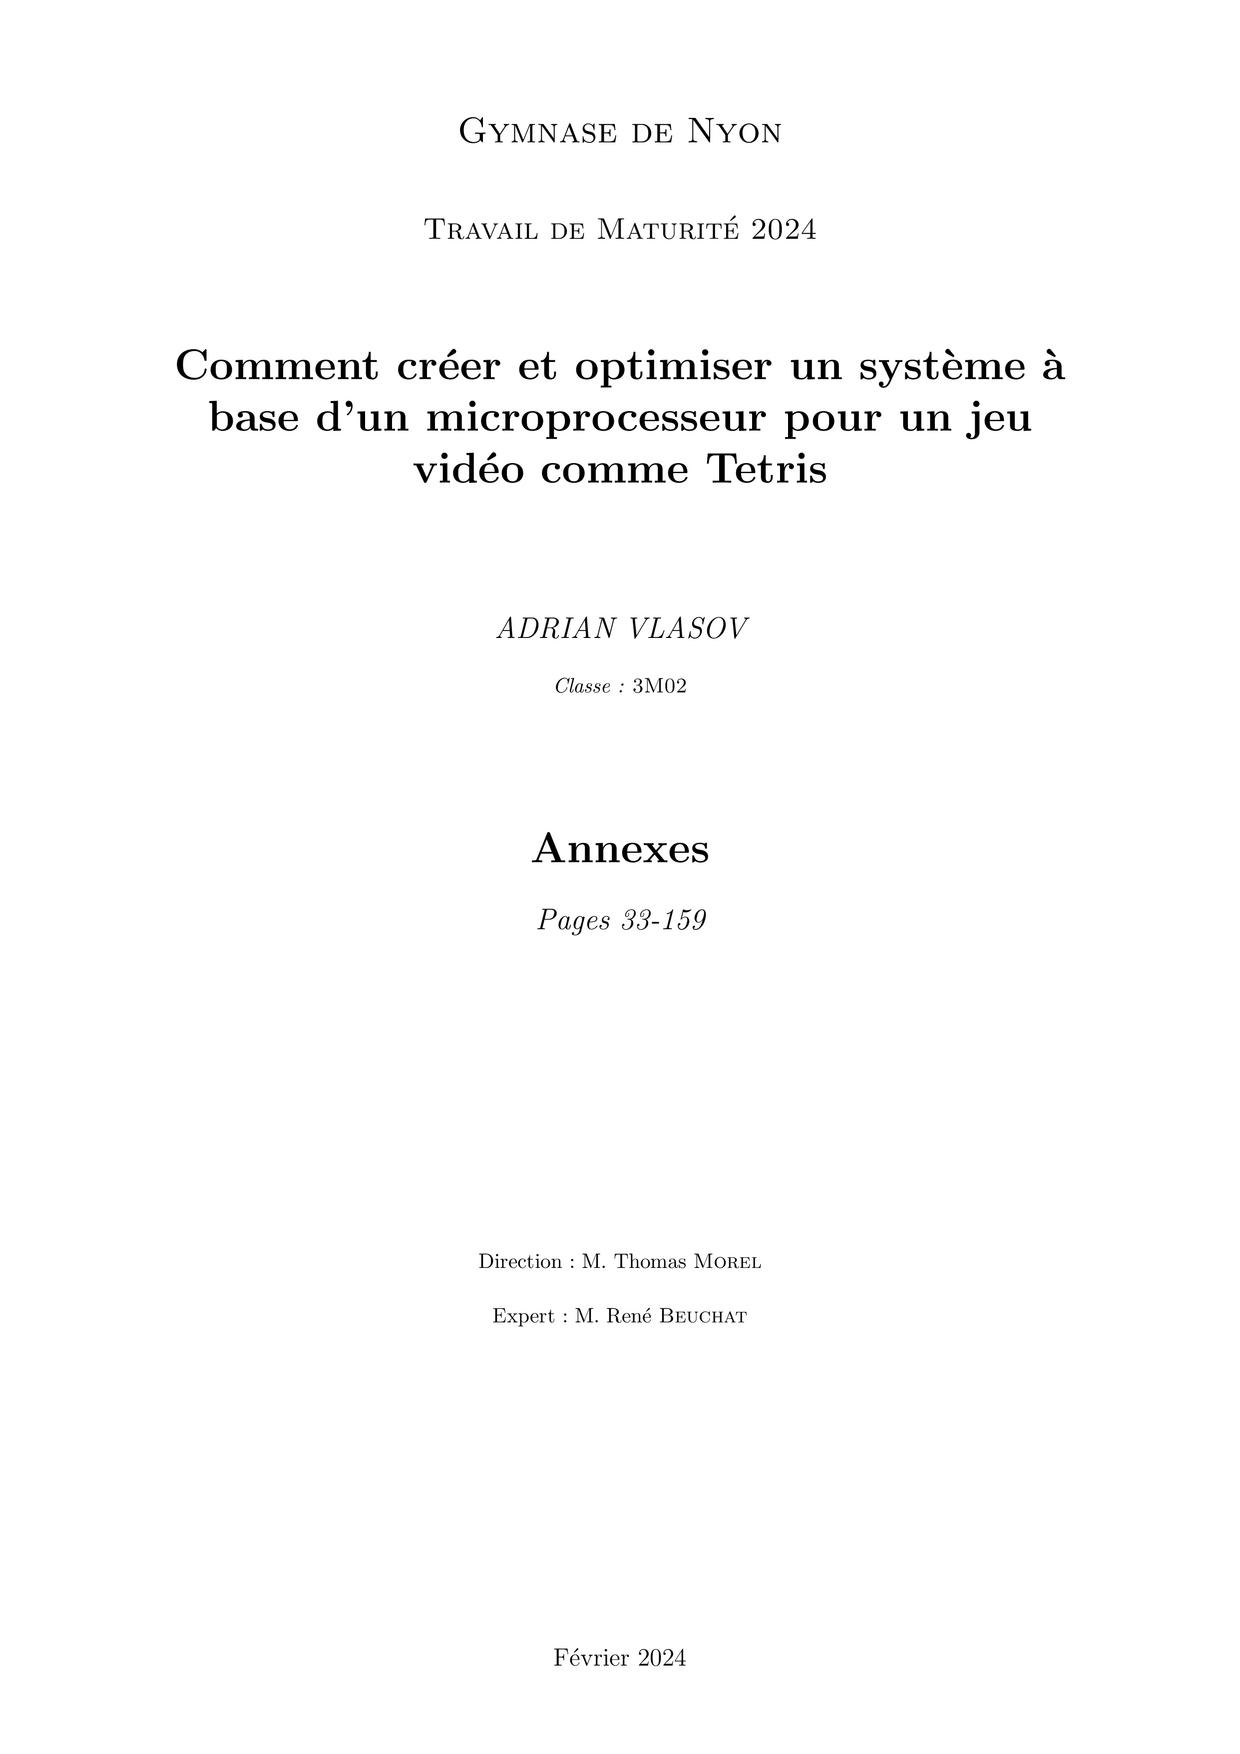 Gymnase de Nyon
Travail de Maturité 2024
Comment créer et optimiser un système à
base d'un microprocesseur pour un jeu
vidéo comme Tetris
ADRIAN VLASOV
Classe : 3M02
Annexes
Pages 33-159
Direction : M. Thomas Morel
Expert : M. René Beuchat
Février 2024